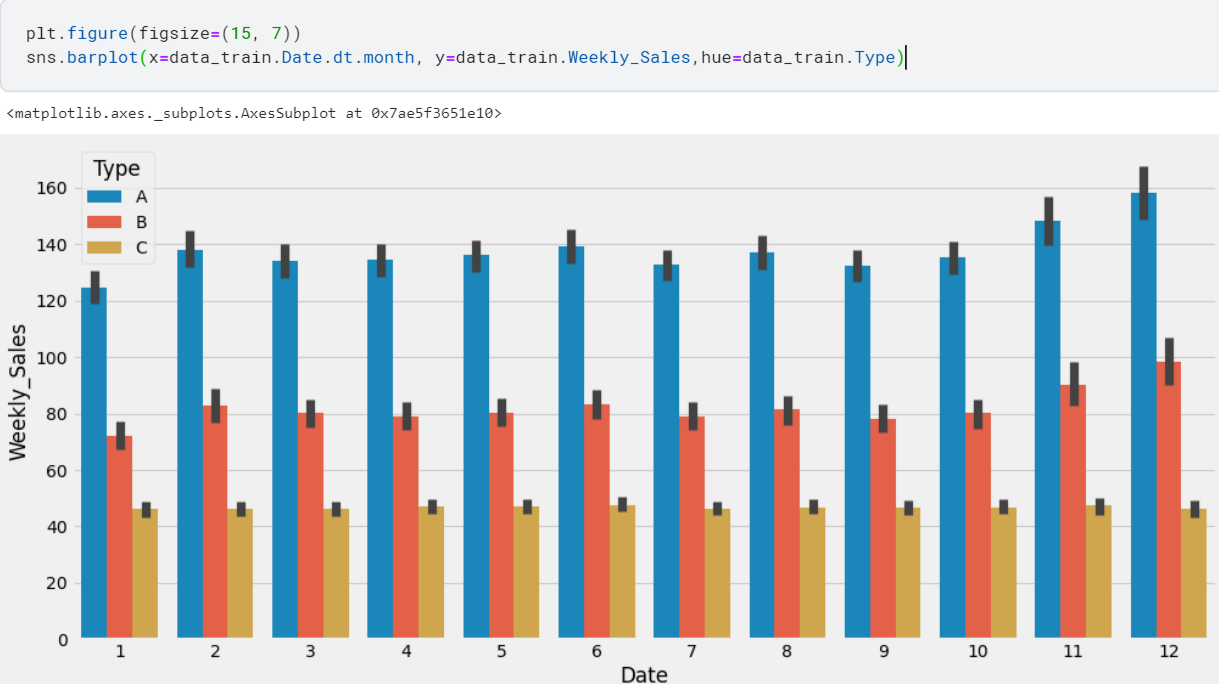 plt.figure(figsize=(15, 7))
sns.barplot(x=data_train.Date.dt.month, y=data_train.Weekly_Sales,hue=data_train.Type)
<matplotlib.axes._subplots.AxesSubplot at 0x7ae5f3651e10>
Type
A
B
C
160
140
120
100
80
60
40
20
0
Weekly_Sales
1 2 3 4 5 6 7 8 9 10 11 12
Date